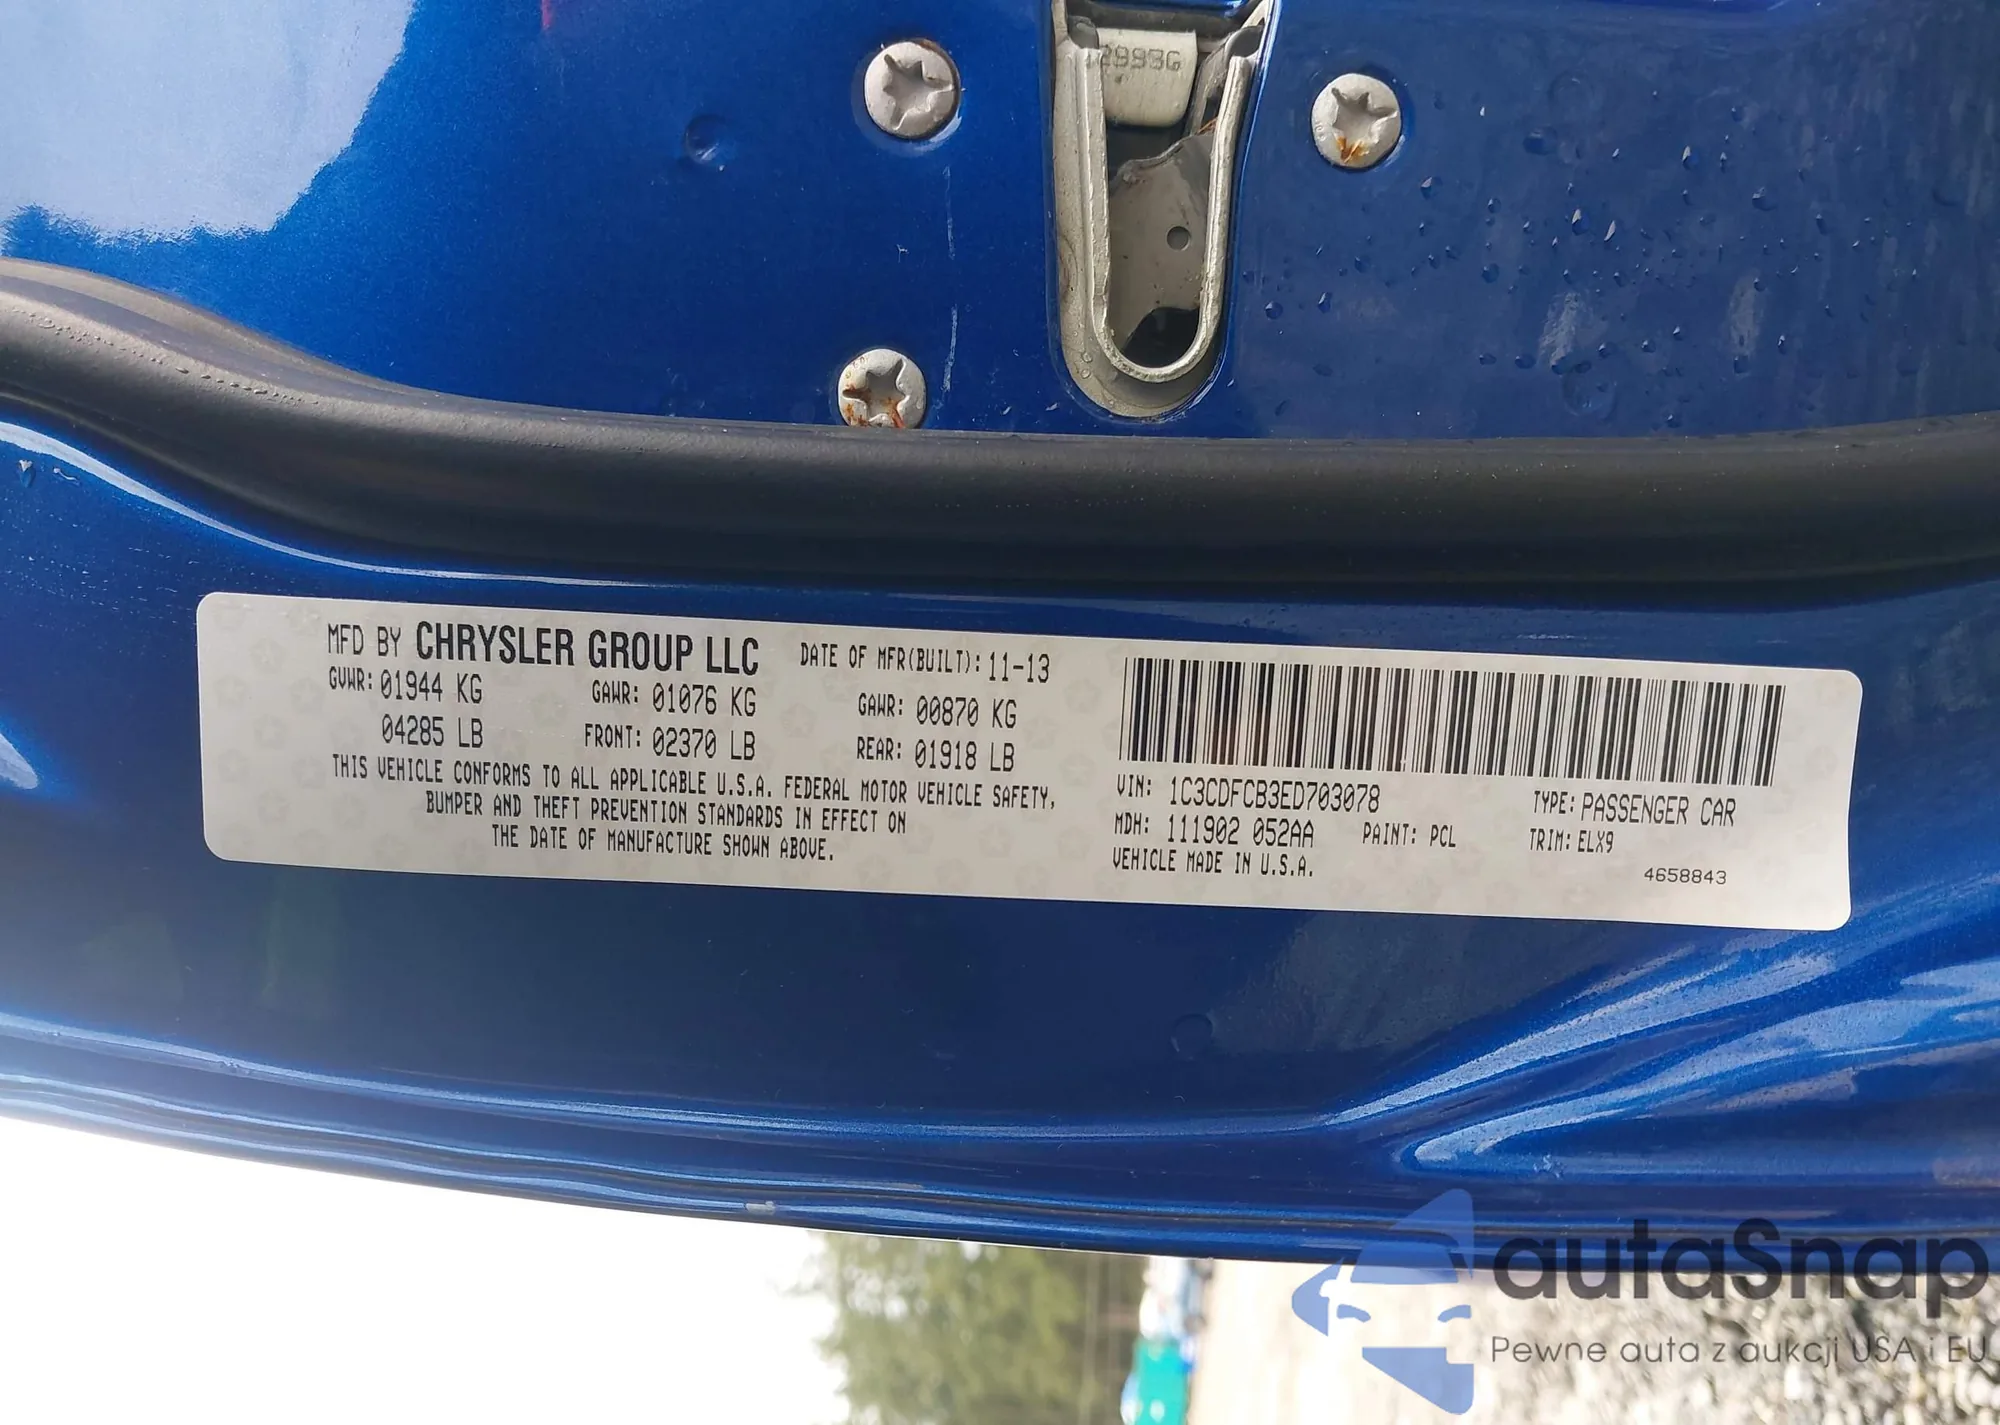 MFD BY CHRYSLER GROUP LLC DATE OF MFR(BUILT): 11-13
GVWR: 01944 KG GAWR: 01076 KG GAWR: 00870 KG
04285 LB FRONT: 02370 LB REAR: 01918 LB
THIS VEHICLE CONFORMS TO ALL APPLICABLE U.S.A. FEDERAL MOTOR VEHICLE SAFETY,
BUMPER AND THEFT PREVENTION STANDARDS IN EFFECT ON
THE DATE OF MANUFACTURE SHOWN ABOVE.
VIN: 1C3CDFCB3ED703078 TYPE: PASSENGER CAR
MDH: 111902 052AA PAINT: PCL TRIM: ELX9
VEHICLE MADE IN U.S.A.
4658843
autaSnap
Pewne auta z aukcji USA i EU